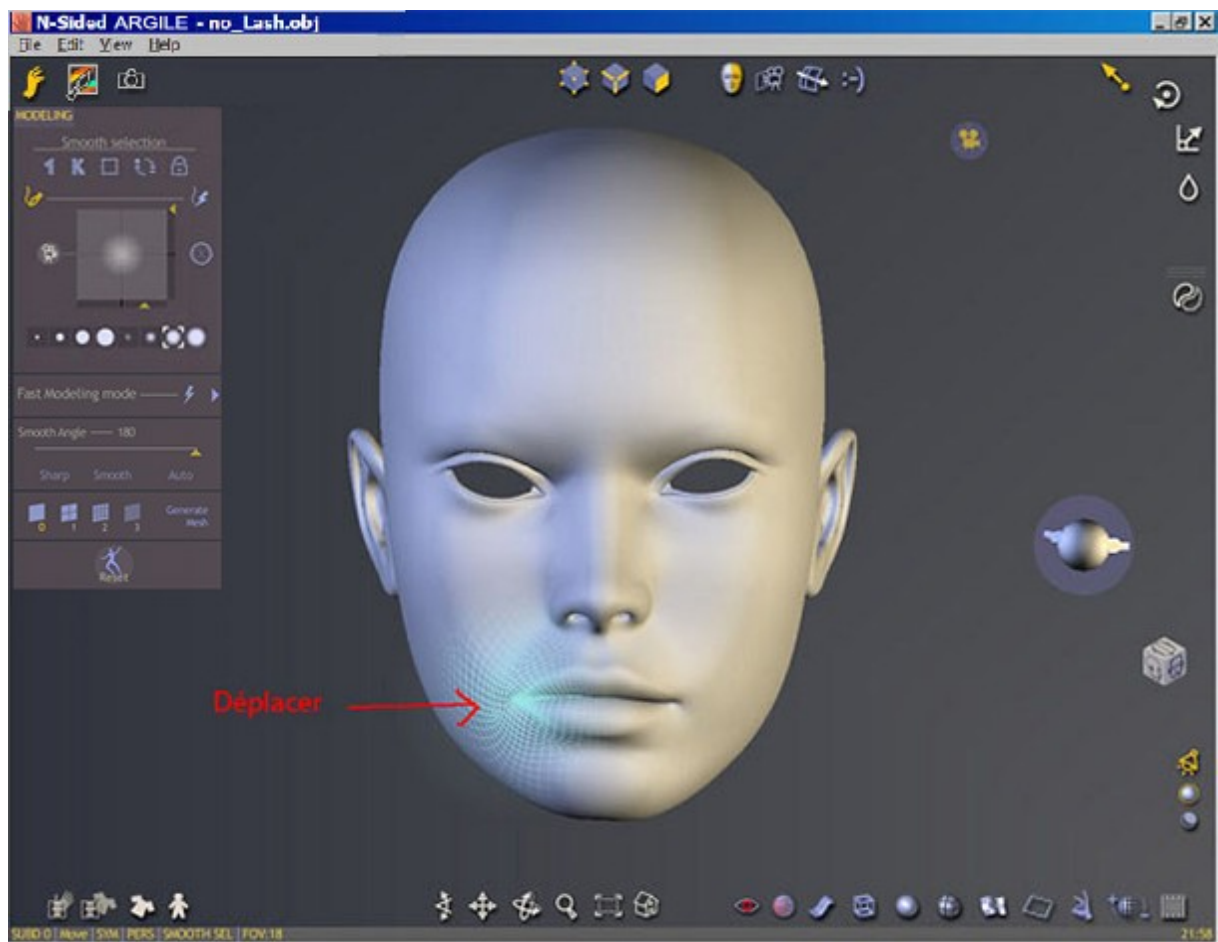 N-Sided ARGILE - no_Lash.obj
File Edit View Help
MODELING
Smooth selection
Fast Modeling mode
Smooth Angle 180
Sharp Smooth Auto
0 1 2 3 Generate Mesh
Reset
Déplacer
SUBD 0 | Move | SYM | PERS | SMOOTH SEL | FOV:18
21:58